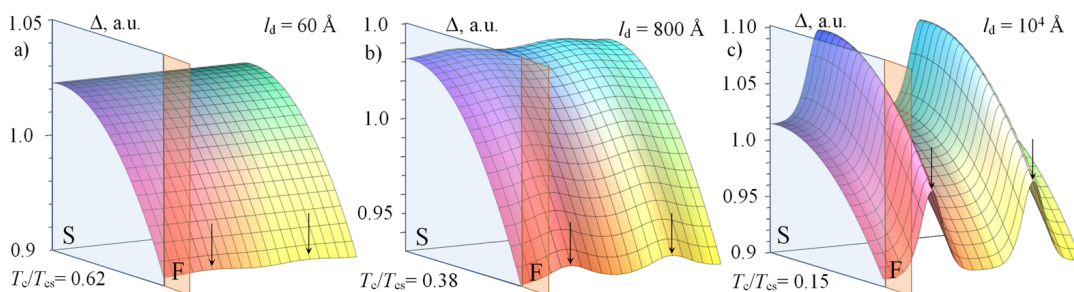 a)
Δ, a.u.
l_d = 60 Å
1.05
1.0
0.9
S
F
T_c/T_cs= 0.62
b)
Δ, a.u.
l_d = 800 Å
1.0
1.0
0.95
S
F
T_c/T_cs= 0.38
c)
Δ, a.u.
l_d = 10⁴ Å
1.10
1.05
1.0
0.95
0.9
S
F
T_c/T_cs= 0.15